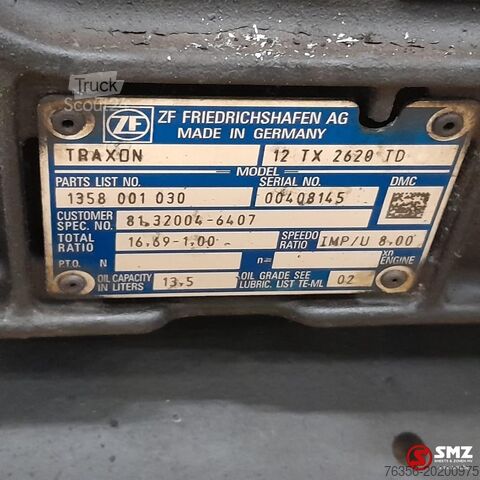 Truck
Scout24
ZF
ZF FRIEDRICHSHAFEN AG
MADE IN GERMANY
TRAXON 12 TX 2620 TD
MODEL
PARTS LIST NO. SERIAL NO. DMC
1358 001 030 00408145
CUSTOMER SPEC. NO. 81.32004-6407
TOTAL RATIO 16.69-1.00 SPEEDO RATIO IMP/U 8.00
P.T.O. N n= xn ENGINE
OIL CAPACITY IN LITERS 13.5 OIL GRADE SEE LUBRIC. LIST TE-ML 02
SMZ
76356-20200975